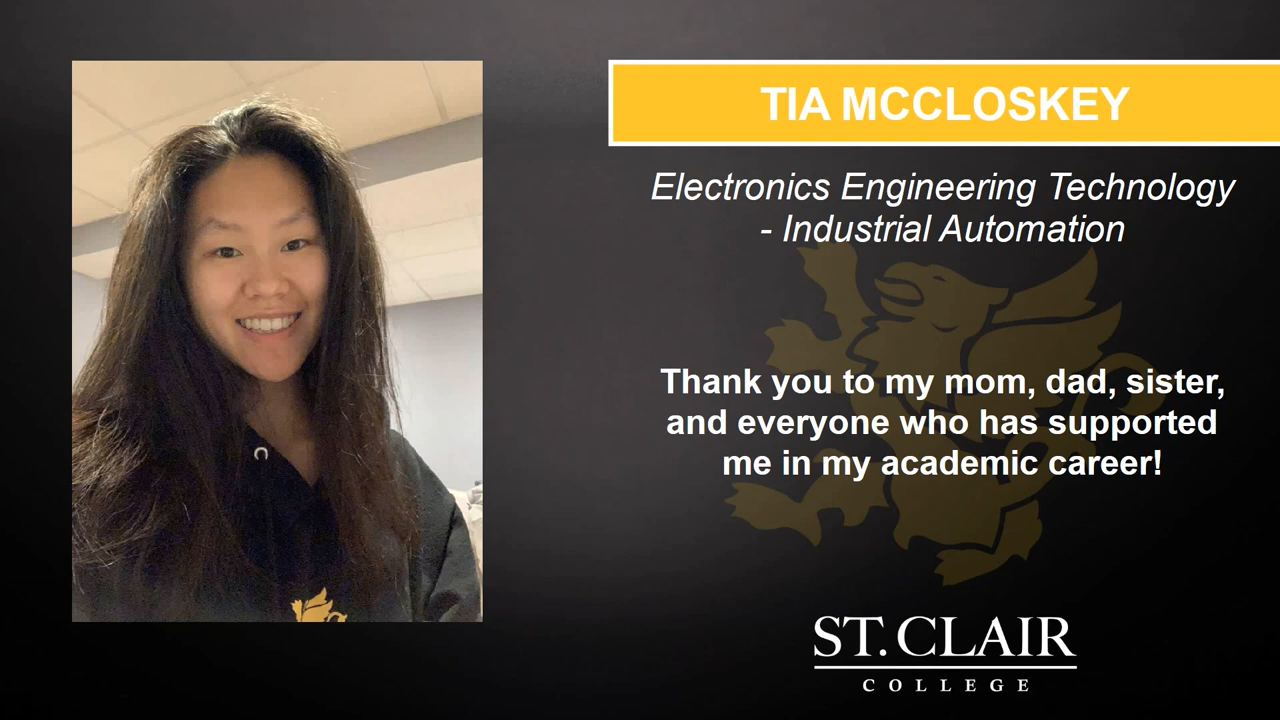 TIA MCCLOSKEY
Electronics Engineering Technology
- Industrial Automation
Thank you to my mom, dad, sister,
and everyone who has supported
me in my academic career!
ST. CLAIR
COLLEGE